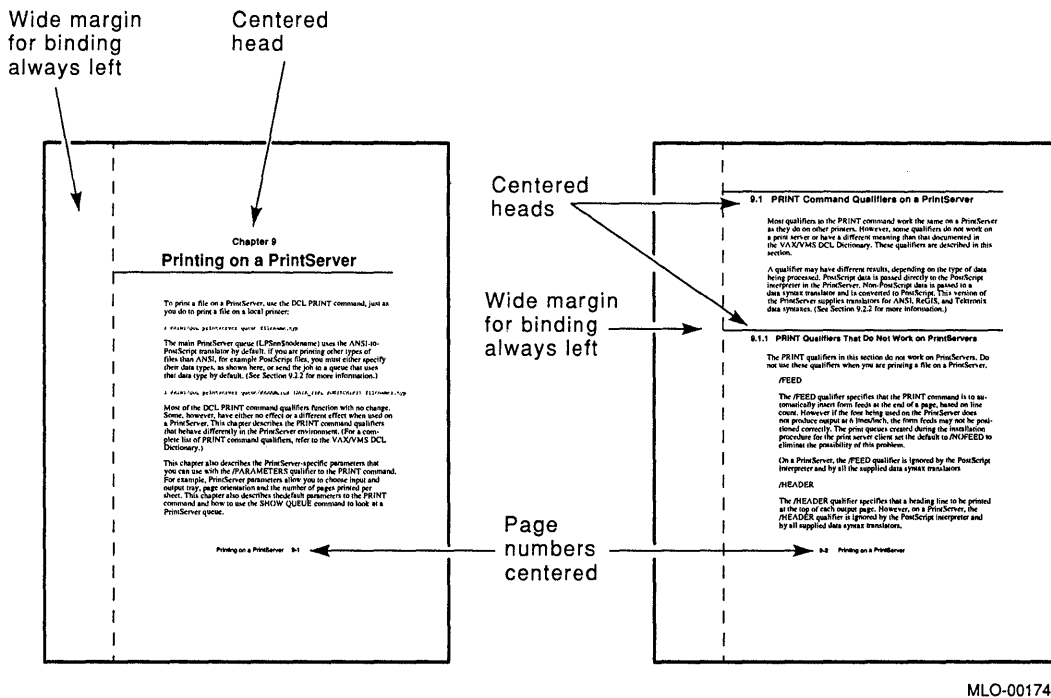 Wide margin
for binding
always left
Centered
head
Chapter 9
Printing on a PrintServer
To print a file on a PrintServer, use the DCL PRINT command, just as
you do to print a file on a local printer:
The main PrintServer queue (LPSnn$nodename) uses the ANSI-to-
PostScript translator by default. If you are printing other types of
files than ANSI, for example PostScript files, you must either specify
their data types, as shown here, or send the job to a queue that uses
that data type by default. (See Section 9.2.2 for more information.)
Most of the DCL PRINT command qualifiers function with no change.
Some, however, have either no effect or a different effect when used on
a PrintServer. This chapter describes the PRINT command qualifiers
that behave differently in the PrintServer environment. (For a com-
plete list of PRINT command qualifiers, refer to the VAX/VMS DCL
Dictionary.)
This chapter also describes the PrintServer-specific parameters that
you can use with the /PARAMETERS qualifier to the PRINT command.
For example, PrintServer parameters allow you to choose input and
output tray, page orientation and the number of pages printed per
sheet. This chapter also describes thedefault parameters to the PRINT
command and how to use the SHOW QUEUE command to look at a
PrintServer queue.
Printing on a PrintServer 9-1
Centered
heads
Wide margin
for binding
always left
Page
numbers
centered
9.1 PRINT Command Qualifiers on a PrintServer
Most qualifiers to the PRINT command work the same on a PrintServer
as they do on other printers. However, some qualifiers do not work on
a print server or have a different meaning than that documented in
the VAX/VMS DCL Dictionary. These qualifiers are described in this
section.
A qualifier may have different results, depending on the type of data
being processed. PostScript data is passed directly to the PostScript
interpreter in the PrintServer. Non-PostScript data is passed to a
data syntax translator and is converted to PostScript. This version of
the PrintServer supplies translators for ANSI, ReGIS, and Tektronix
data syntaxes. (See Section 9.2.2 for more information.)
9.1.1 PRINT Qualifiers That Do Not Work on PrintServers
The PRINT qualifiers in this section do not work on PrintServers. Do
not use these qualifiers when you are printing a file on a PrintServer.
/FEED
The /FEED qualifier specifies that the PRINT command is to au-
tomatically insert form feeds at the end of a page, based on line
count. However if the font being used on the PrintServer does
not produce output at 6 lines/inch, the form feeds may not be posi-
tioned correctly. The print queues created during the installation
procedure for the print server client set the default to /NOFEED to
eliminate the possibility of this problem.
On a PrintServer, the /FEED qualifier is ignored by the PostScript
interpreter and by all the supplied data syntax translators.
/HEADER
The /HEADER qualifier specifies that a heading line to be printed
at the top of each output page. However, on a PrintServer, the
/HEADER qualifier is ignored by the PostScript interpreter and
by all supplied data syntax translators.
9-2 Printing on a PrintServer
MLO-00174